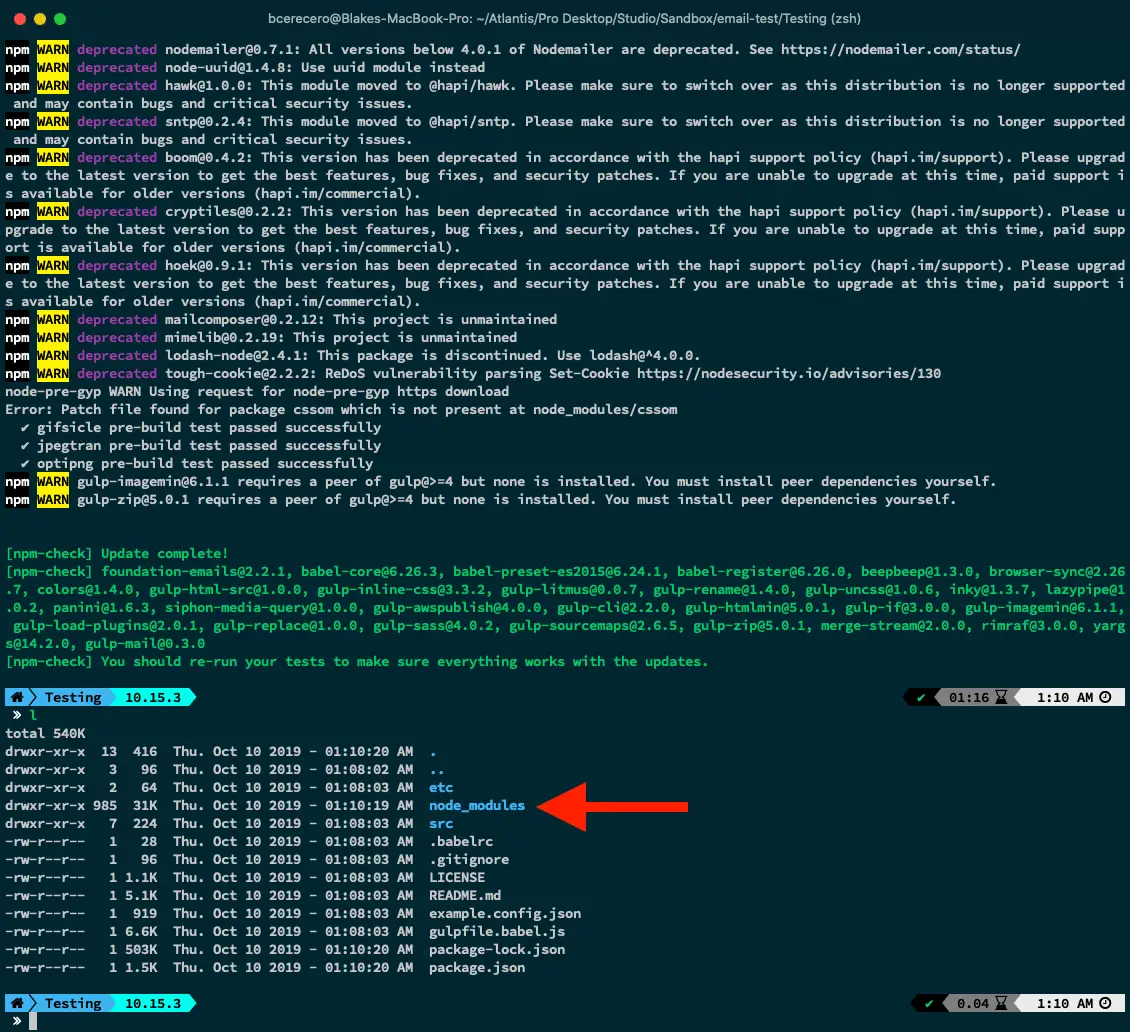 bcerecero@Blakes-MacBook-Pro: ~/Atlantis/Pro Desktop/Studio/Sandbox/email-test/Testing (zsh)
npm WARN deprecated nodemailer@0.7.1: All versions below 4.0.1 of Nodemailer are deprecated. See https://nodemailer.com/status/
npm WARN deprecated node-uuid@1.4.8: Use uuid module instead
npm WARN deprecated hawk@1.0.0: This module moved to @hapi/hawk. Please make sure to switch over as this distribution is no longer supported
and may contain bugs and critical security issues.
npm WARN deprecated sntp@0.2.4: This module moved to @hapi/sntp. Please make sure to switch over as this distribution is no longer supported
and may contain bugs and critical security issues.
npm WARN deprecated boom@0.4.2: This version has been deprecated in accordance with the hapi support policy (hapi.im/support). Please upgrad
e to the latest version to get the best features, bug fixes, and security patches. If you are unable to upgrade at this time, paid support i
s available for older versions (hapi.im/commercial).
npm WARN deprecated cryptiles@0.2.2: This version has been deprecated in accordance with the hapi support policy (hapi.im/support). Please u
pgrade to the latest version to get the best features, bug fixes, and security patches. If you are unable to upgrade at this time, paid supp
ort is available for older versions (hapi.im/commercial).
npm WARN deprecated hoek@0.9.1: This version has been deprecated in accordance with the hapi support policy (hapi.im/support). Please upgrad
e to the latest version to get the best features, bug fixes, and security patches. If you are unable to upgrade at this time, paid support i
s available for older versions (hapi.im/commercial).
npm WARN deprecated mailcomposer@0.2.12: This project is unmaintained
npm WARN deprecated mimelib@0.2.19: This project is unmaintained
npm WARN deprecated lodash-node@2.4.1: This package is discontinued. Use lodash@^4.0.0.
npm WARN deprecated tough-cookie@2.2.2: ReDoS vulnerability parsing Set-Cookie https://nodesecurity.io/advisories/130
node-pre-gyp WARN Using request for node-pre-gyp https download
Error: Patch file found for package cssom which is not present at node_modules/cssom
✔ gifsicle pre-build test passed successfully
✔ jpegtran pre-build test passed successfully
✔ optipng pre-build test passed successfully
npm WARN gulp-imagemin@6.1.1 requires a peer of gulp@>=4 but none is installed. You must install peer dependencies yourself.
npm WARN gulp-zip@5.0.1 requires a peer of gulp@>=4 but none is installed. You must install peer dependencies yourself.
[npm-check] Update complete!
[npm-check] foundation-emails@2.2.1, babel-core@6.26.3, babel-preset-es2015@6.24.1, babel-register@6.26.0, beepbeep@1.3.0, browser-sync@2.26
.7, colors@1.4.0, gulp-html-src@1.0.0, gulp-inline-css@3.3.2, gulp-litmus@0.0.7, gulp-rename@1.4.0, gulp-uncss@1.0.6, inky@1.3.7, lazypipe@1
.0.2, panini@1.6.3, siphon-media-query@1.0.0, gulp-awspublish@4.0.0, gulp-cli@2.2.0, gulp-htmlmin@5.0.1, gulp-if@3.0.0, gulp-imagemin@6.1.1,
gulp-load-plugins@2.0.1, gulp-replace@1.0.0, gulp-sass@4.0.2, gulp-sourcemaps@2.6.5, gulp-zip@5.0.1, merge-stream@2.0.0, rimraf@3.0.0, yarg
s@14.2.0, gulp-mail@0.3.0
[npm-check] You should re-run your tests to make sure everything works with the updates.
Testing 10.15.3 ✔ 01:16 1:10 AM
» l
total 540K
drwxr-xr-x 13 416 Thu. Oct 10 2019 - 01:10:20 AM .
drwxr-xr-x 3 96 Thu. Oct 10 2019 - 01:08:02 AM ..
drwxr-xr-x 2 64 Thu. Oct 10 2019 - 01:08:03 AM etc
drwxr-xr-x 985 31K Thu. Oct 10 2019 - 01:10:19 AM node_modules
drwxr-xr-x 7 224 Thu. Oct 10 2019 - 01:08:03 AM src
-rw-r--r-- 1 28 Thu. Oct 10 2019 - 01:08:03 AM .babelrc
-rw-r--r-- 1 96 Thu. Oct 10 2019 - 01:08:03 AM .gitignore
-rw-r--r-- 1 1.1K Thu. Oct 10 2019 - 01:08:03 AM LICENSE
-rw-r--r-- 1 5.1K Thu. Oct 10 2019 - 01:08:03 AM README.md
-rw-r--r-- 1 919 Thu. Oct 10 2019 - 01:08:03 AM example.config.json
-rw-r--r-- 1 6.6K Thu. Oct 10 2019 - 01:08:03 AM gulpfile.babel.js
-rw-r--r-- 1 503K Thu. Oct 10 2019 - 01:10:20 AM package-lock.json
-rw-r--r-- 1 1.5K Thu. Oct 10 2019 - 01:10:20 AM package.json
Testing 10.15.3 ✔ 0.04 1:10 AM
»